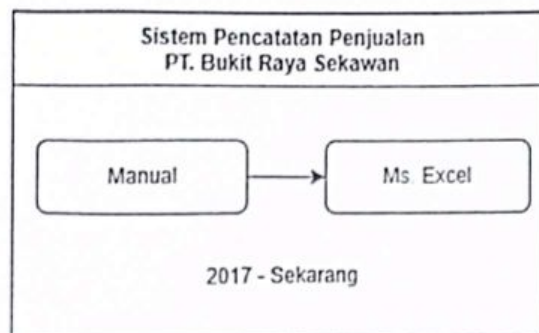 Sistem Pencatatan Penjualan
PT. Bukit Raya Sekawan
Manual
Ms. Excel
2017 - Sekarang